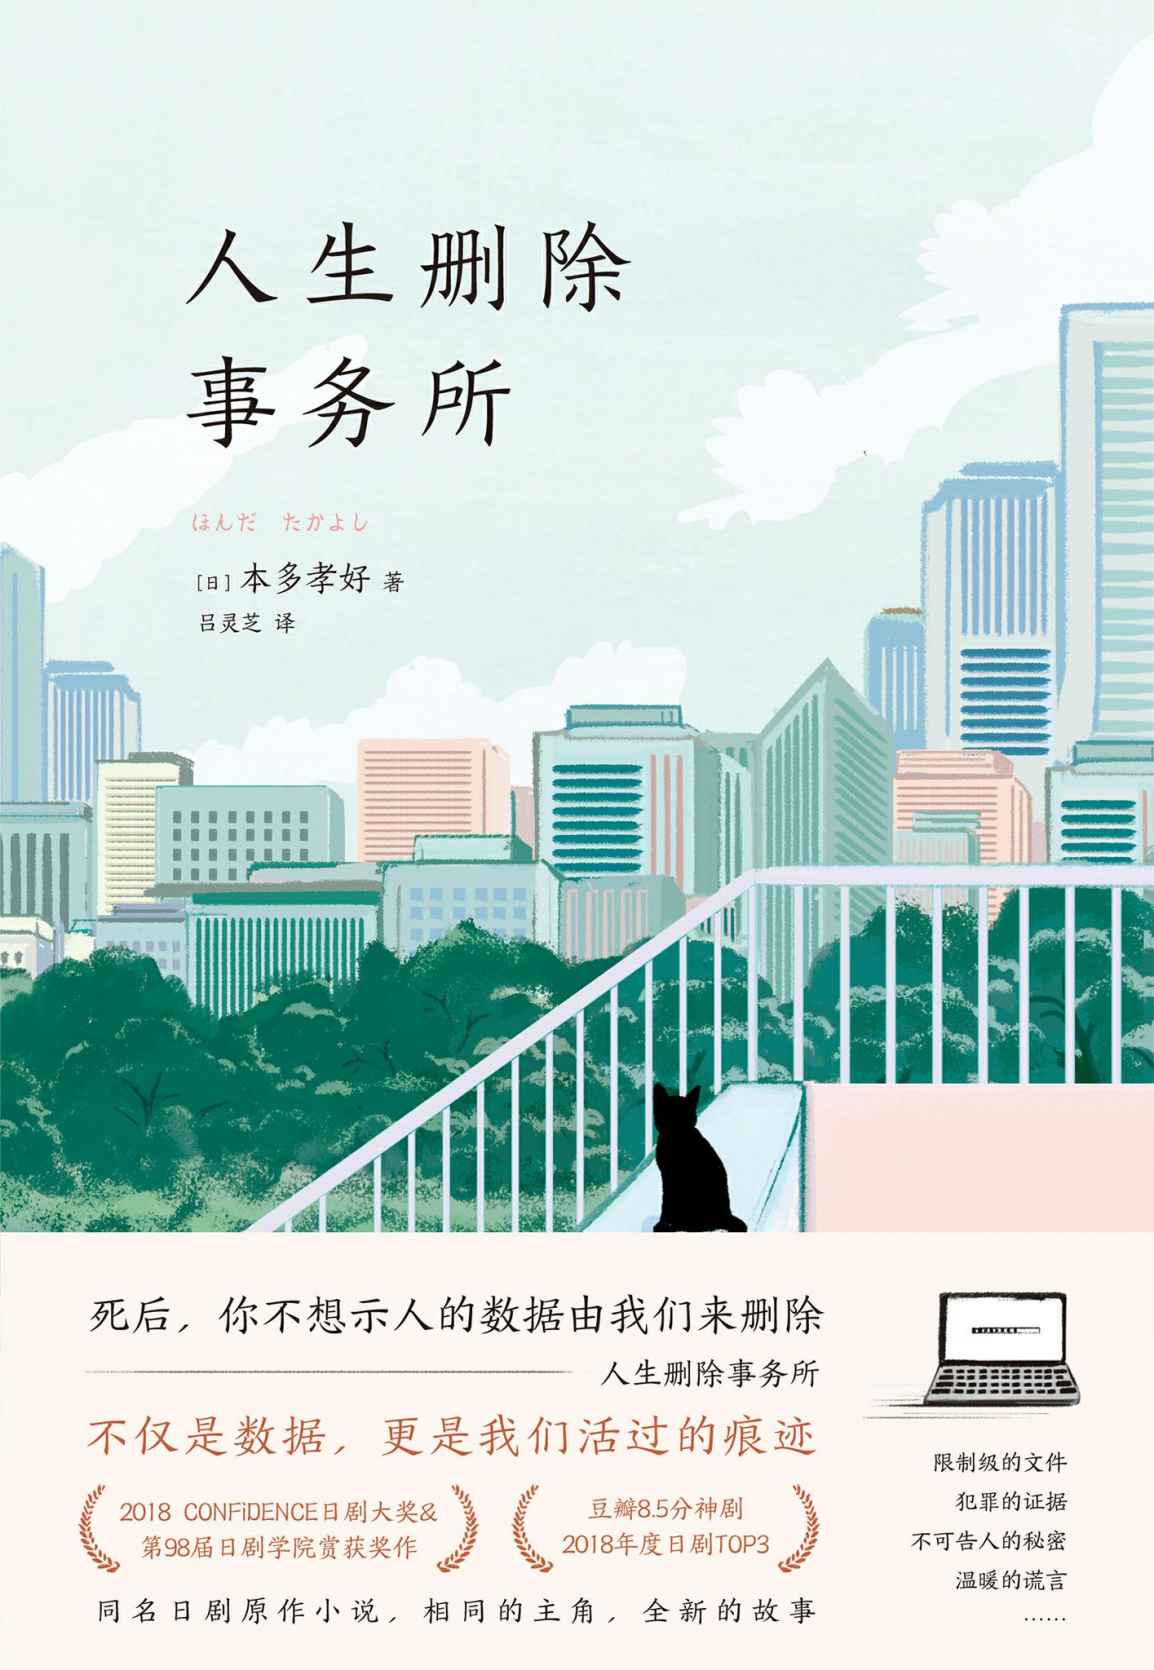 人生删除
事务所
ほんだ たかよし
[日] 本多孝好 著
吕灵芝 译
死后，你不想示人的数据由我们来删除
人生删除事务所
不仅是数据，更是我们活过的痕迹
2018 CONFiDENCE日剧大奖&
第98届日剧学院赏获奖作
豆瓣8.5分神剧
2018年度日剧TOP3
同名日剧原作小说，相同的主角，全新的故事
限制级的文件
犯罪的证据
不可告人的秘密
温暖的谎言
……